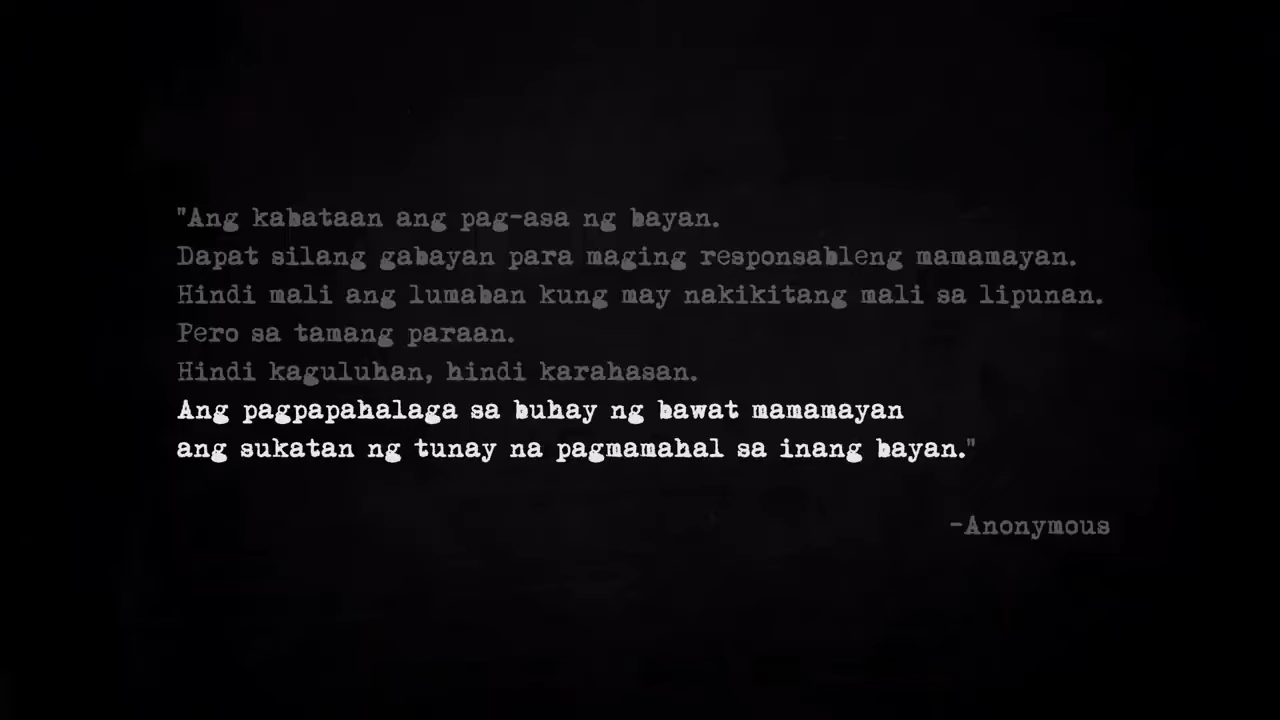 "Ang kabataan ang pag-asa ng bayan.
Dapat silang gabayan para maging responsableng mamamayan.
Hindi mali ang lumaban kung may nakikitang mali sa lipunan.
Pero sa tamang paraan.
Hindi kaguluhan, hindi karahasan.
Ang pagpapahalaga sa buhay ng bawat mamamayan
ang sukatan ng tunay na pagmamahal sa inang bayan."
-Anonymous